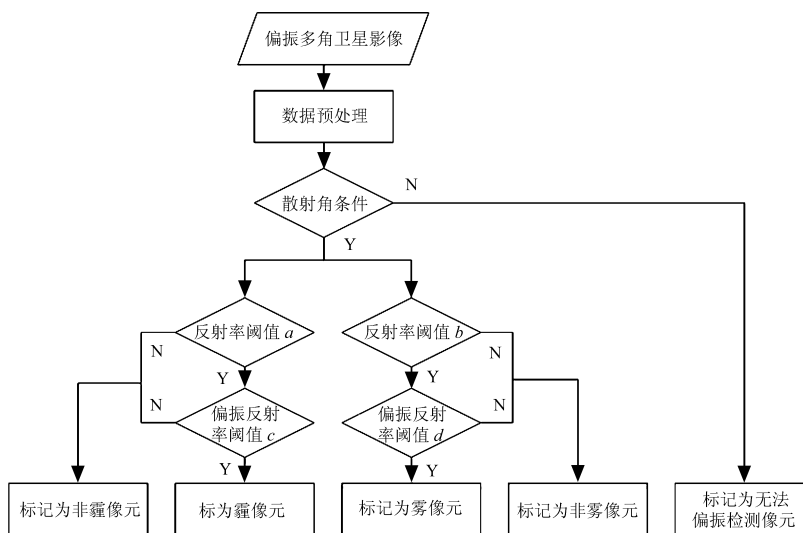 偏振多角卫星影像
数据预处理
散射角条件
N
Y
反射率阈值 a
反射率阈值 b
N
N
Y
Y
偏振反射
率阈值 c
偏振反射
率阈值 d
N
N
Y
Y
标记为非霾像元
标为霾像元
标记为雾像元
标记为非雾像元
标记为无法
偏振检测像元